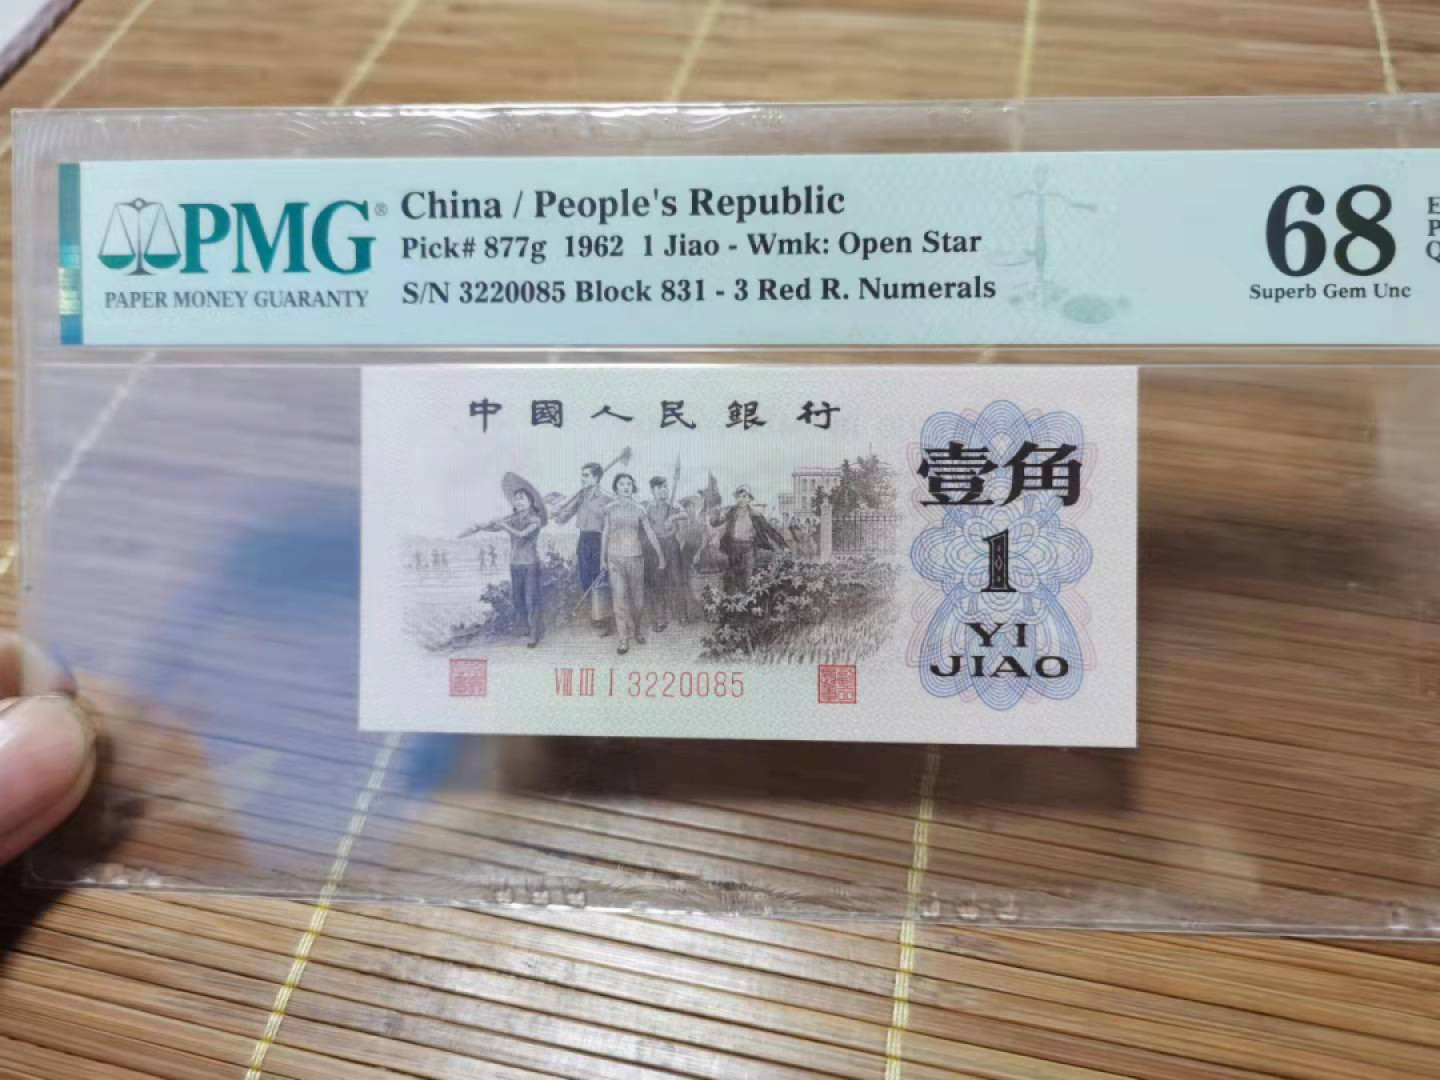 PMG®
PAPER MONEY GUARANTY
China / People's Republic
Pick# 877g 1962 1 Jiao - Wmk: Open Star
S/N 3220085 Block 831 - 3 Red R. Numerals
68
Superb Gem Unc
E
P
Q
中國人民銀行
壹角
1
YI
JIAO
VIII III I 3220085